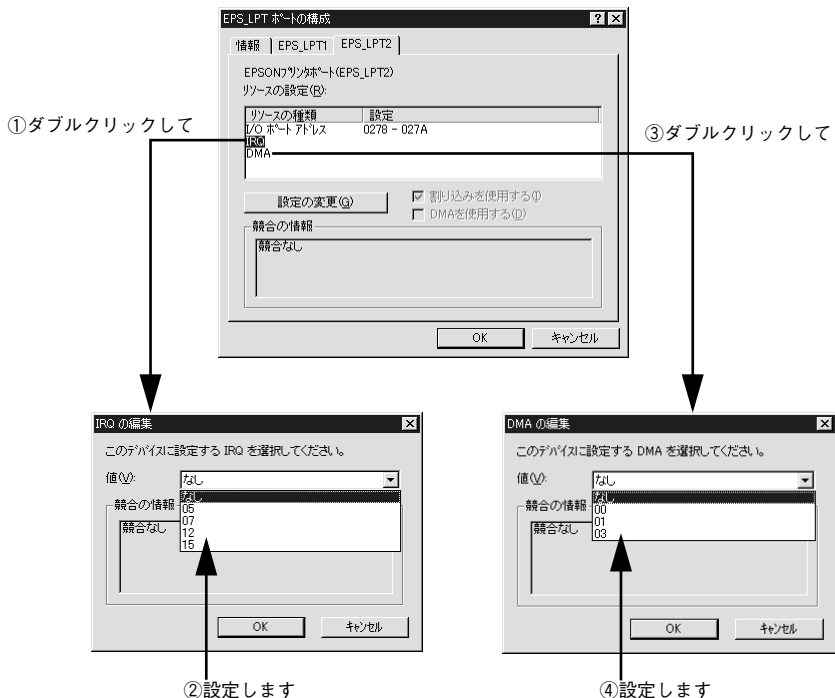 EPS_LPT ポートの構成
情報 EPS_LPT1 EPS_LPT2
EPSONプリンタポート(EPS_LPT2)
リソースの設定(R):
リソースの種類 設定
I/O ポート アドレス 0278 - 027A
IRQ
DMA
①ダブルクリックして
③ダブルクリックして
設定の変更(G)
割り込みを使用する(I)
DMAを使用する(D)
競合の情報
競合なし
OK キャンセル
IRQ の編集
このデバイスに設定する IRQ を選択してください。
値(V): なし
なし
05
07
12
15
競合の情報
競合なし
OK キャンセル
②設定します
DMA の編集
このデバイスに設定する DMA を選択してください。
値(V): なし
なし
00
01
03
競合の情報
競合なし
OK キャンセル
④設定します